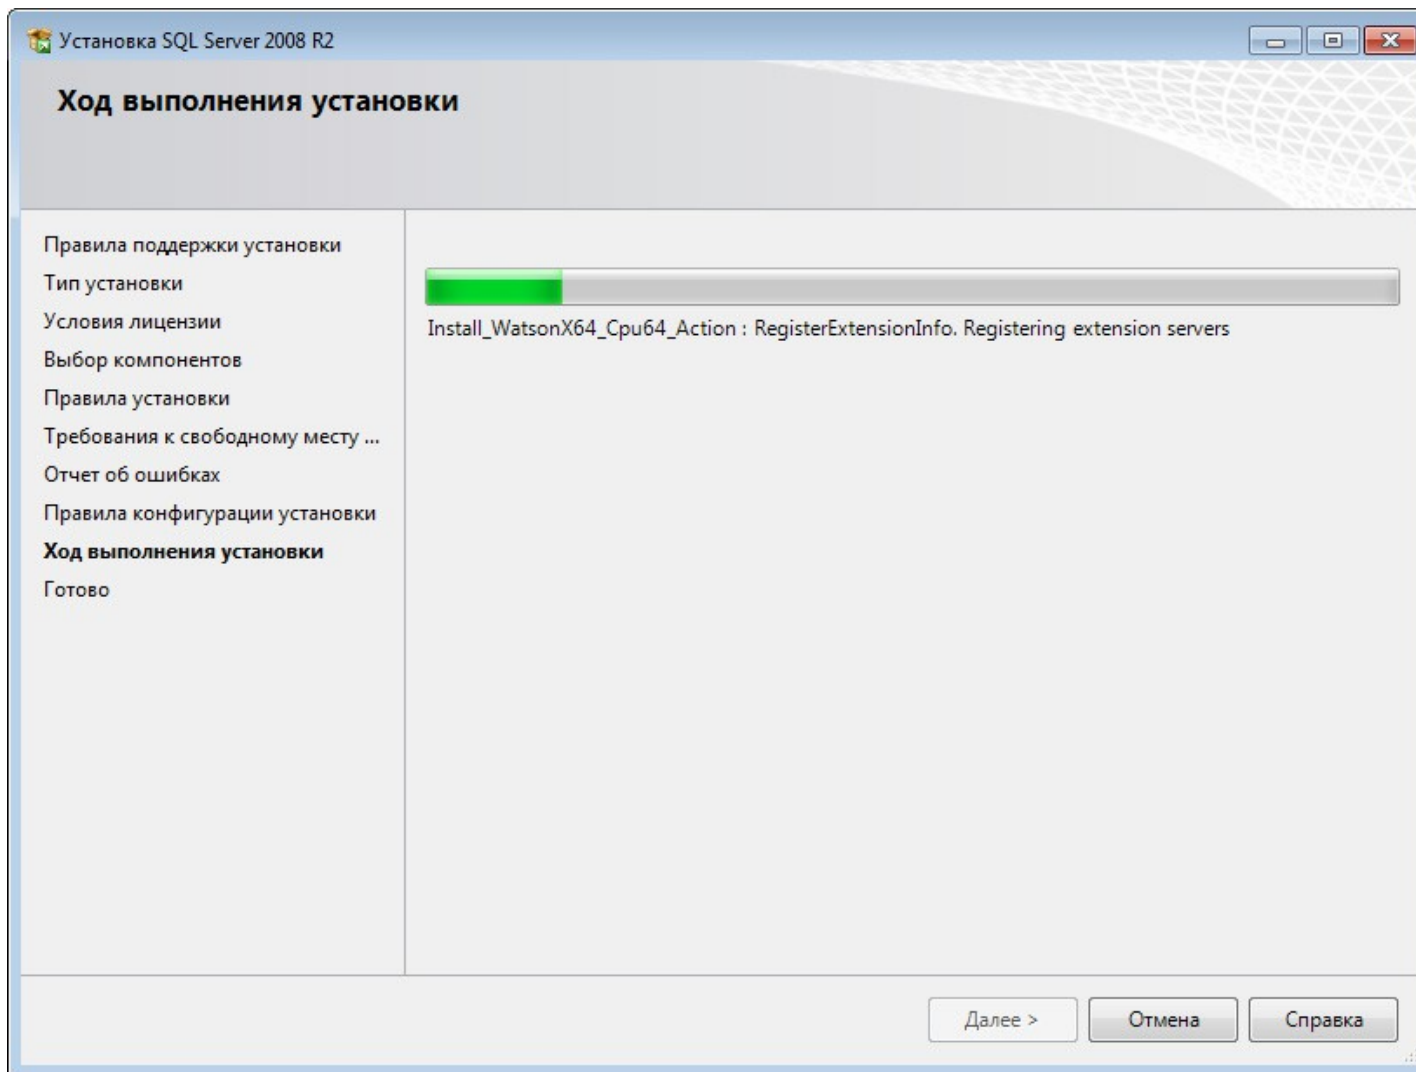 Установка SQL Server 2008 R2
Ход выполнения установки
Правила поддержки установки
Тип установки
Условия лицензии
Выбор компонентов
Правила установки
Требования к свободному месту ...
Отчет об ошибках
Правила конфигурации установки
Ход выполнения установки
Готово
Install_WatsonX64_Cpu64_Action : RegisterExtensionInfo. Registering extension servers
Далее >
Отмена
Справка